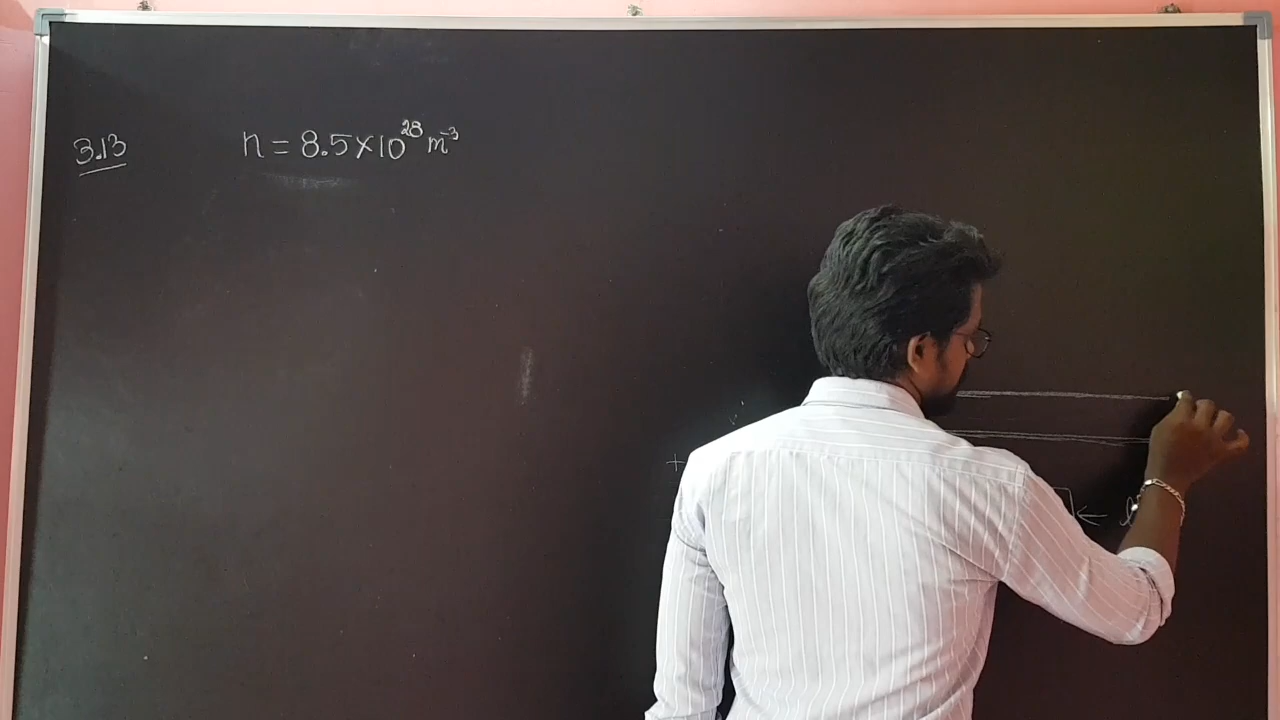 3.13 n = 8.5×10²⁸ m⁻³
+